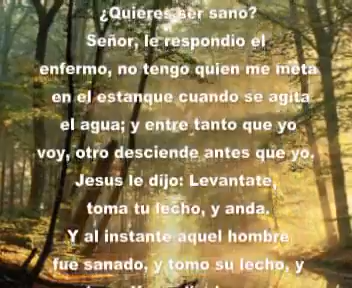 ¿Quieres ser sano?
Señor, le respondio el
enfermo, no tengo quien me meta
en el estanque cuando se agita
el agua; y entre tanto que yo
voy, otro desciende antes que yo.
Jesus le dijo: Levantate,
toma tu lecho, y anda.
Y al instante aquel hombre
fue sanado, y tomo su lecho, y